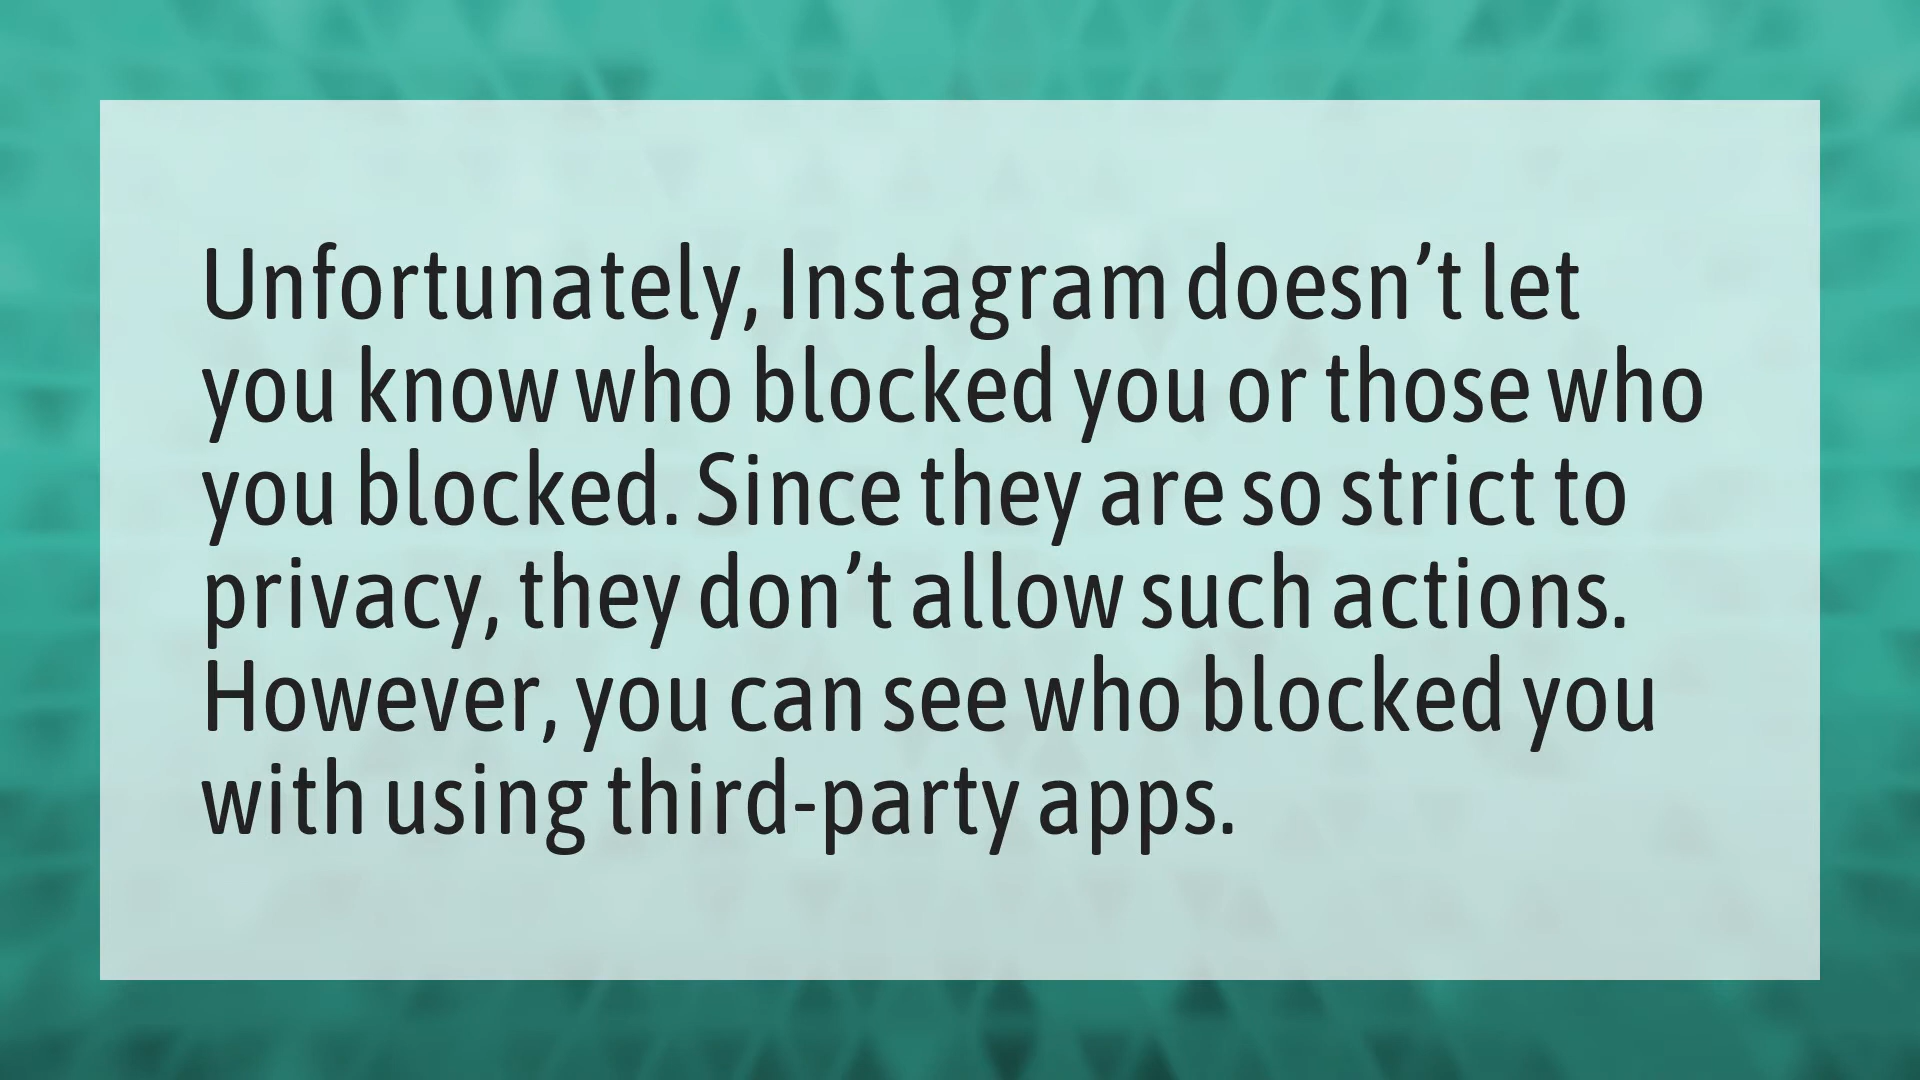 Unfortunately, Instagram doesn’t let
you know who blocked you or those who
you blocked. Since they are so strict to
privacy, they don’t allow such actions.
However, you can see who blocked you
with using third-party apps.